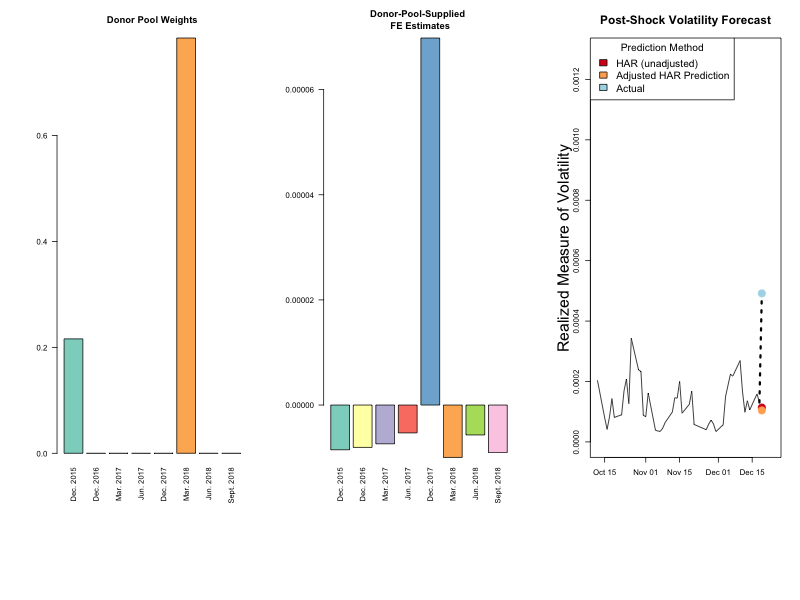 Donor Pool Weights
0.6
0.4
0.2
0.0
Dec. 2015
Dec. 2016
Mar. 2017
Jun. 2017
Dec. 2017
Mar. 2018
Jun. 2018
Sept. 2018
Donor-Pool-Supplied
FE Estimates
0.00006
0.00004
0.00002
0.00000
Dec. 2015
Dec. 2016
Mar. 2017
Jun. 2017
Dec. 2017
Mar. 2018
Jun. 2018
Sept. 2018
Post-Shock Volatility Forecast
Prediction Method
HAR (unadjusted)
Adjusted HAR Prediction
Actual
Realized Measure of Volatility
0.0012
0.0010
0.0008
0.0006
0.0004
0.0002
0.0000
Oct 15
Nov 01
Nov 15
Dec 01
Dec 15